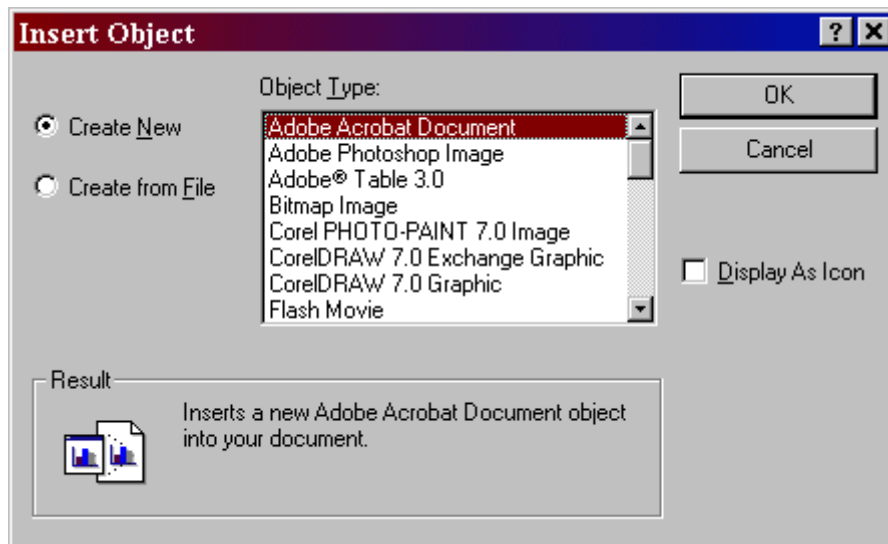 Insert Object
Object Type:
Create New
Create from File
Adobe Acrobat Document
Adobe Photoshop Image
Adobe® Table 3.0
Bitmap Image
Corel PHOTO-PAINT 7.0 Image
CorelDRAW 7.0 Exchange Graphic
CorelDRAW 7.0 Graphic
Flash Movie
OK
Cancel
Display As Icon
Result
Inserts a new Adobe Acrobat Document object
into your document.